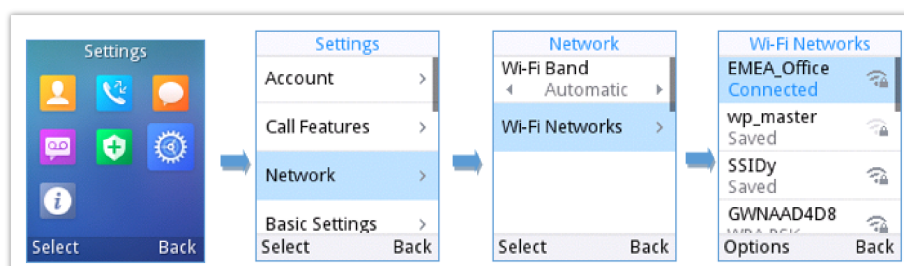 Settings
Select Back
Settings
Account
Call Features
Network
Basic Settings
Select Back
Network
Wi-Fi Band
Automatic
Wi-Fi Networks
Select Back
Wi-Fi Networks
EMEA_Office
Connected
wp_master
Saved
SSIDy
Saved
GWNAAD4D8
Options Back